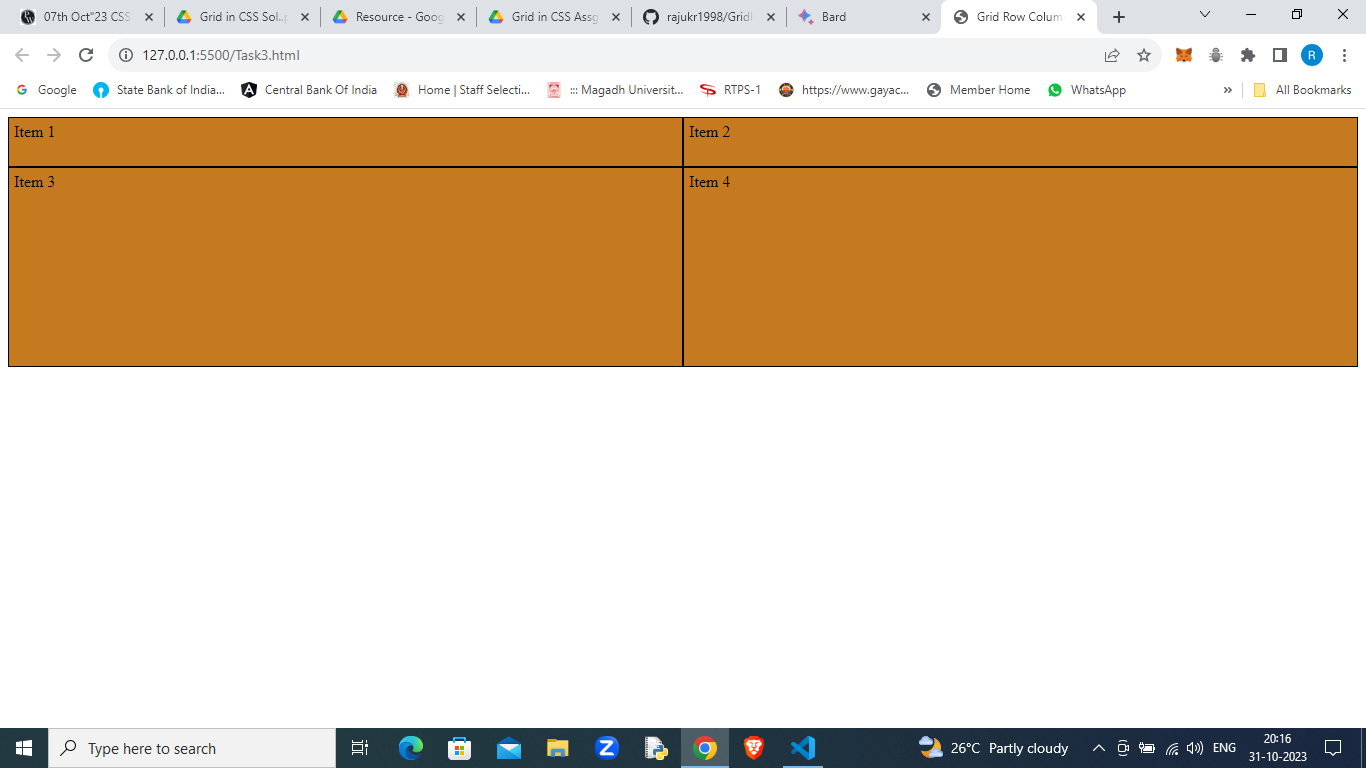 07th Oct"23 CSS
Grid in CSS Sol..p
Resource - Goog
Grid in CSS Assg
rajukr1998/Gridi
Bard
Grid Row Colum
127.0.0.1:5500/Task3.html
R
Google
State Bank of India...
Central Bank Of India
Home | Staff Selecti...
::: Magadh Universit...
RTPS-1
https://www.gayac...
Member Home
WhatsApp
»
All Bookmarks
Item 1
Item 2
Item 3
Item 4
Type here to search
26°C Partly cloudy
ENG
20:16
31-10-2023